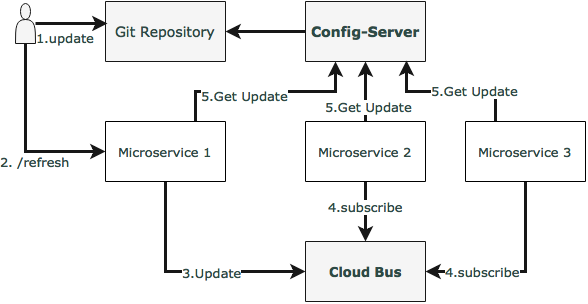 Git Repository
Config-Server
1.update
5.Get Update
5.Get Update
5.Get Update
Microservice 1
Microservice 2
Microservice 3
2. /refresh
4.subscribe
3.Update
Cloud Bus
4.subscribe